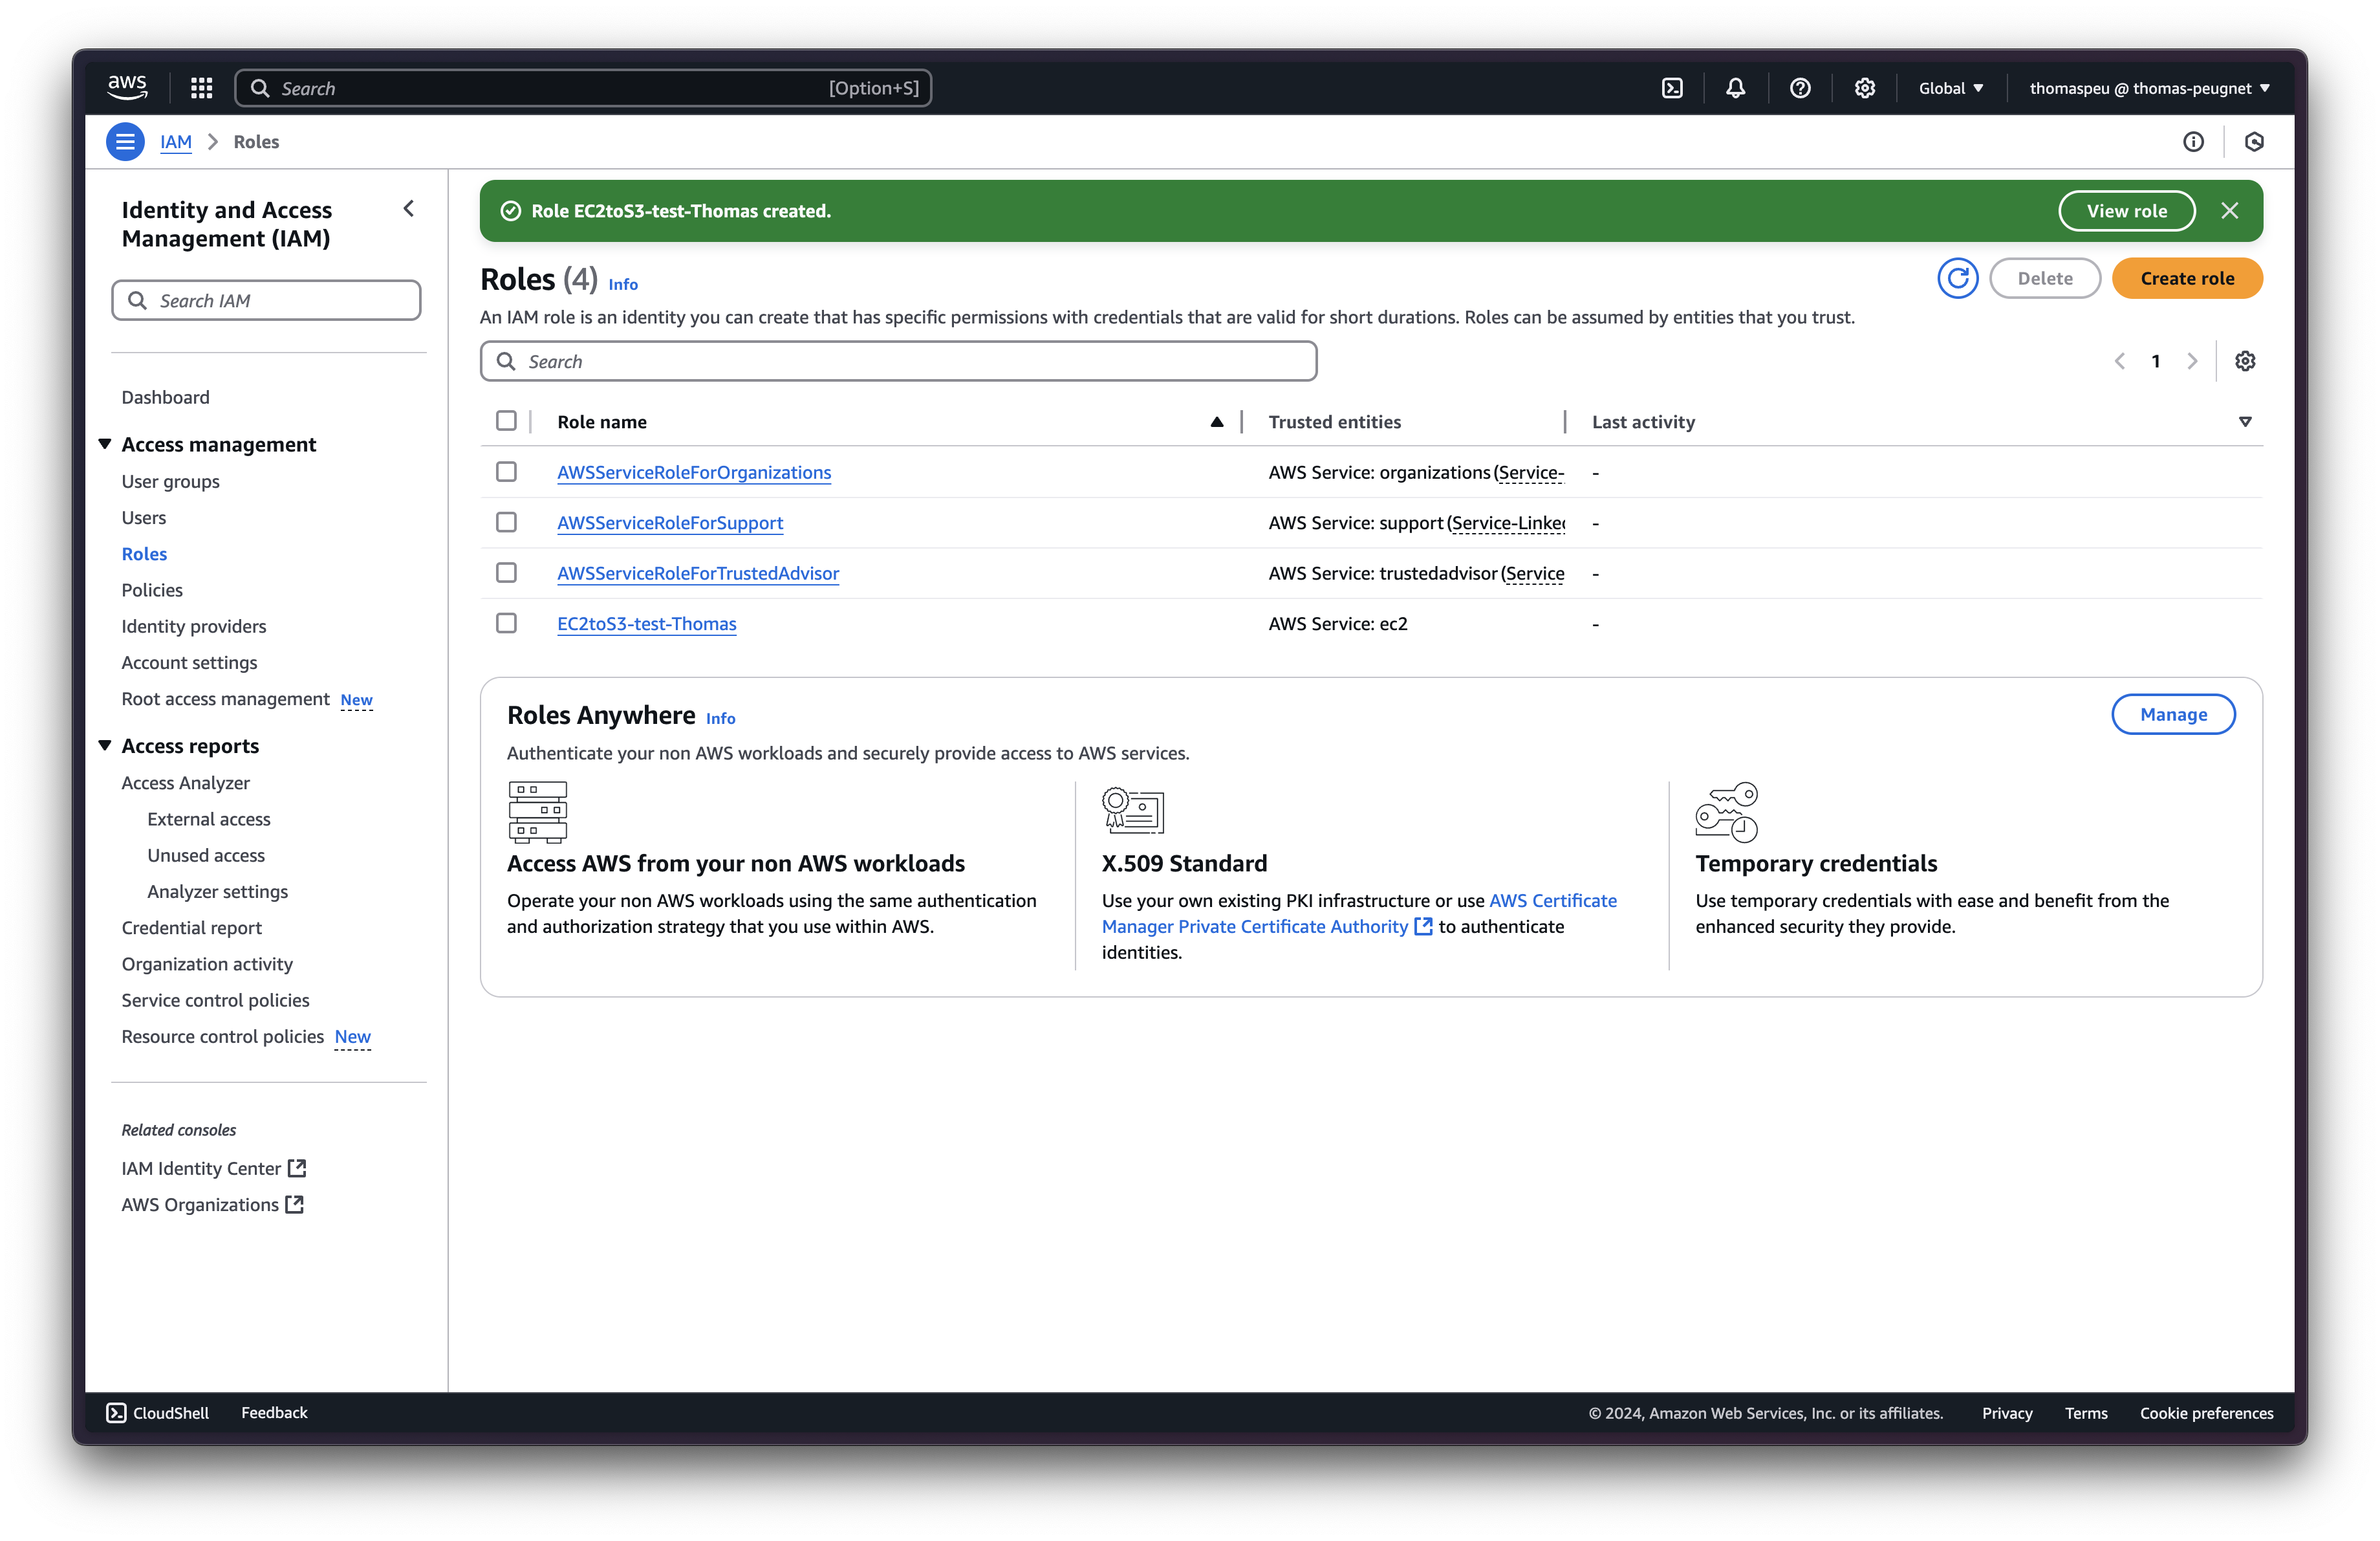 aws
Search
[Option+S]
Global
thomaspeu @ thomas-peugnet
IAM
Roles
Identity and Access
Management (IAM)
Search IAM
Dashboard
Access management
User groups
Users
Roles
Policies
Identity providers
Account settings
Root access management New
Access reports
Access Analyzer
External access
Unused access
Analyzer settings
Credential report
Organization activity
Service control policies
Resource control policies New
Related consoles
IAM Identity Center
AWS Organizations
Role EC2toS3-test-Thomas created.
View role
Roles (4) Info
Delete
Create role
An IAM role is an identity you can create that has specific permissions with credentials that are valid for short durations. Roles can be assumed by entities that you trust.
Search
1
Role name
Trusted entities
Last activity
AWSServiceRoleForOrganizations
AWS Service: organizations (Service-
-
AWSServiceRoleForSupport
AWS Service: support (Service-Linked
-
AWSServiceRoleForTrustedAdvisor
AWS Service: trustedadvisor (Service
-
EC2toS3-test-Thomas
AWS Service: ec2
-
Roles Anywhere Info
Manage
Authenticate your non AWS workloads and securely provide access to AWS services.
Access AWS from your non AWS workloads
Operate your non AWS workloads using the same authentication
and authorization strategy that you use within AWS.
X.509 Standard
Use your own existing PKI infrastructure or use AWS Certificate
Manager Private Certificate Authority to authenticate
identities.
Temporary credentials
Use temporary credentials with ease and benefit from the
enhanced security they provide.
CloudShell
Feedback
© 2024, Amazon Web Services, Inc. or its affiliates.
Privacy
Terms
Cookie preferences